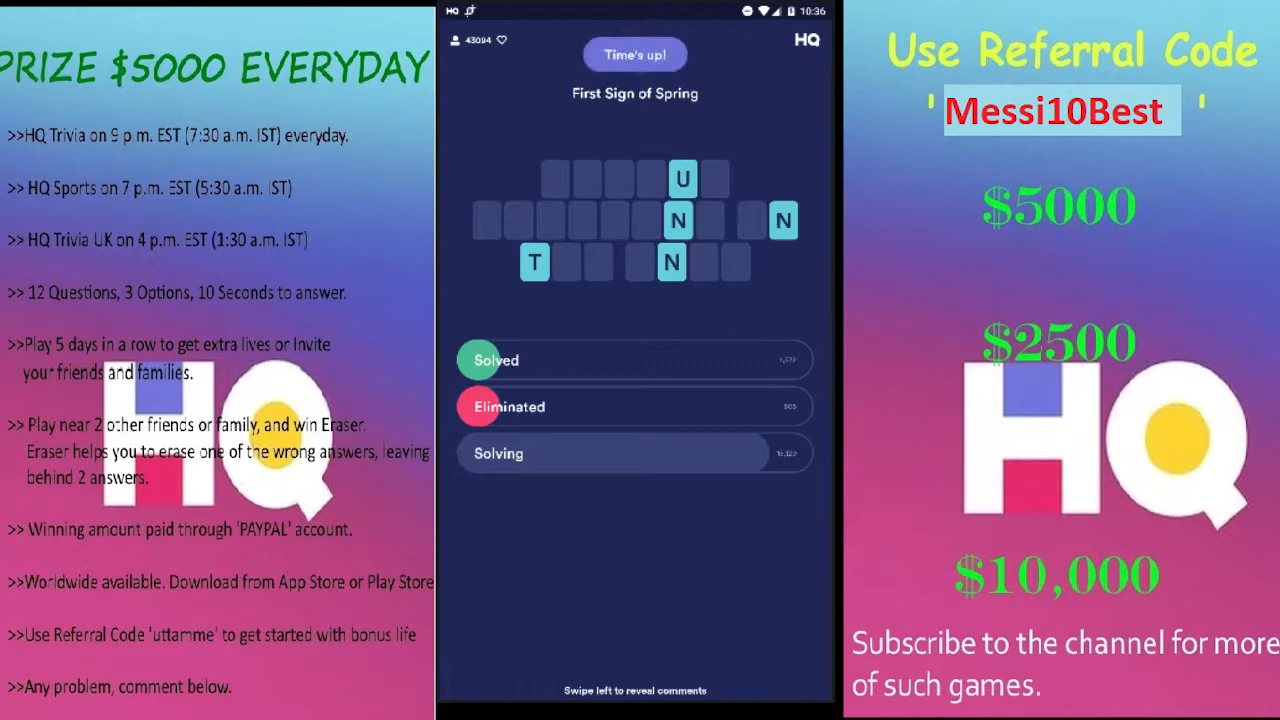 PRIZE $5000 EVERYDAY
>>HQ Trivia on 9 p.m. EST (7:30 a.m. IST) everyday.
>> HQ Sports on 7 p.m. EST (5:30 a.m. IST)
>> HQ Trivia UK on 4 p.m. EST (1:30 a.m. IST)
>> 12 Questions, 3 Options, 10 Seconds to answer.
>>Play 5 days in a row to get extra lives or Invite
your friends and families.
>> Play near 2 other friends or family, and win Eraser.
Eraser helps you to erase one of the wrong answers, leaving
behind 2 answers.
>> Winning amount paid through 'PAYPAL' account.
>>Worldwide available. Download from App Store or Play Store
>>Use Referral Code 'uttamme' to get started with bonus life
>>Any problem, comment below.
HQ
HQ 10:36
43094 HQ
Time's up!
First Sign of Spring
U
N N
T N
Solved
Eliminated
Solving
Swipe left to reveal comments
Use Referral Code
' Messi10Best '
$5000
$2500
HQ
$10,000
Subscribe to the channel for more
of such games.